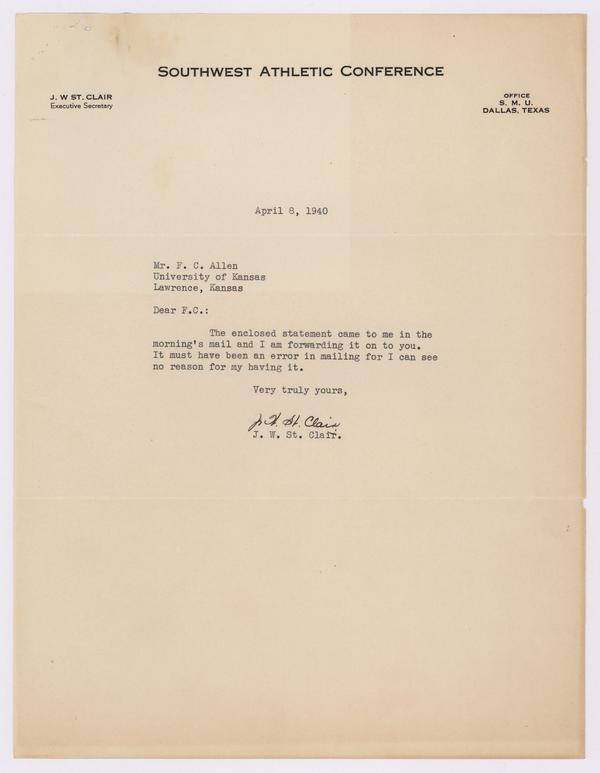 SOUTHWEST ATHLETIC CONFERENCE
J. W ST. CLAIR
Executive Secretary
OFFICE
S. M. U.
DALLAS, TEXAS
April 8, 1940
Mr. F. C. Allen
University of Kansas
Lawrence, Kansas
Dear F.C.:
The enclosed statement came to me in the
morning's mail and I am forwarding it on to you.
It must have been an error in mailing for I can see
no reason for my having it.
Very truly yours,
J. W. St. Clair
J. W. St. Clair.